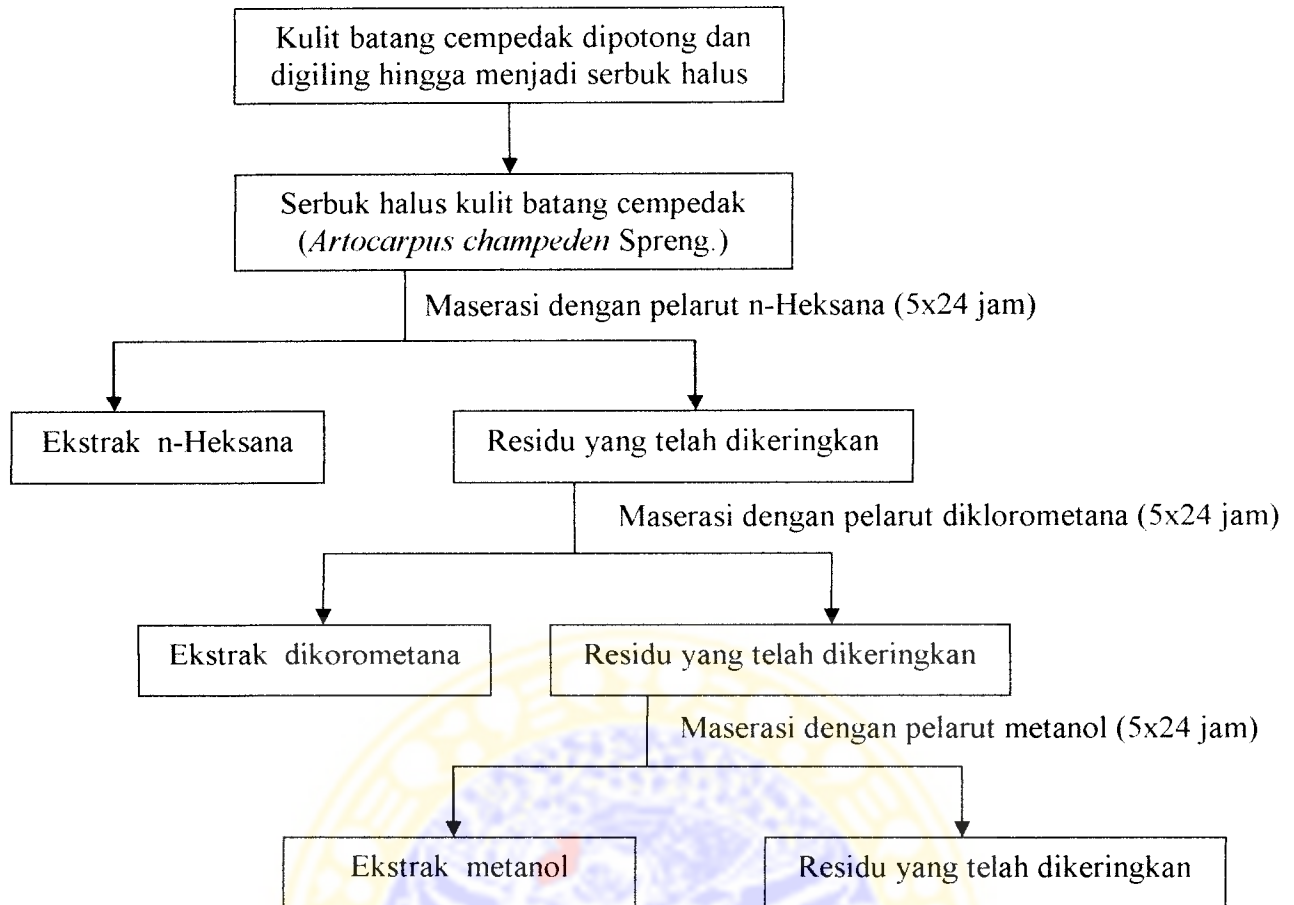 Kulit batang cempedak dipotong dan
digiling hingga menjadi serbuk halus
Serbuk halus kulit batang cempedak
(Artocarpus champeden Spreng.)
Maserasi dengan pelarut n-Heksana (5x24 jam)
Ekstrak n-Heksana
Residu yang telah dikeringkan
Maserasi dengan pelarut diklorometana (5x24 jam)
Ekstrak dikorometana
Residu yang telah dikeringkan
Maserasi dengan pelarut metanol (5x24 jam)
Ekstrak metanol
Residu yang telah dikeringkan